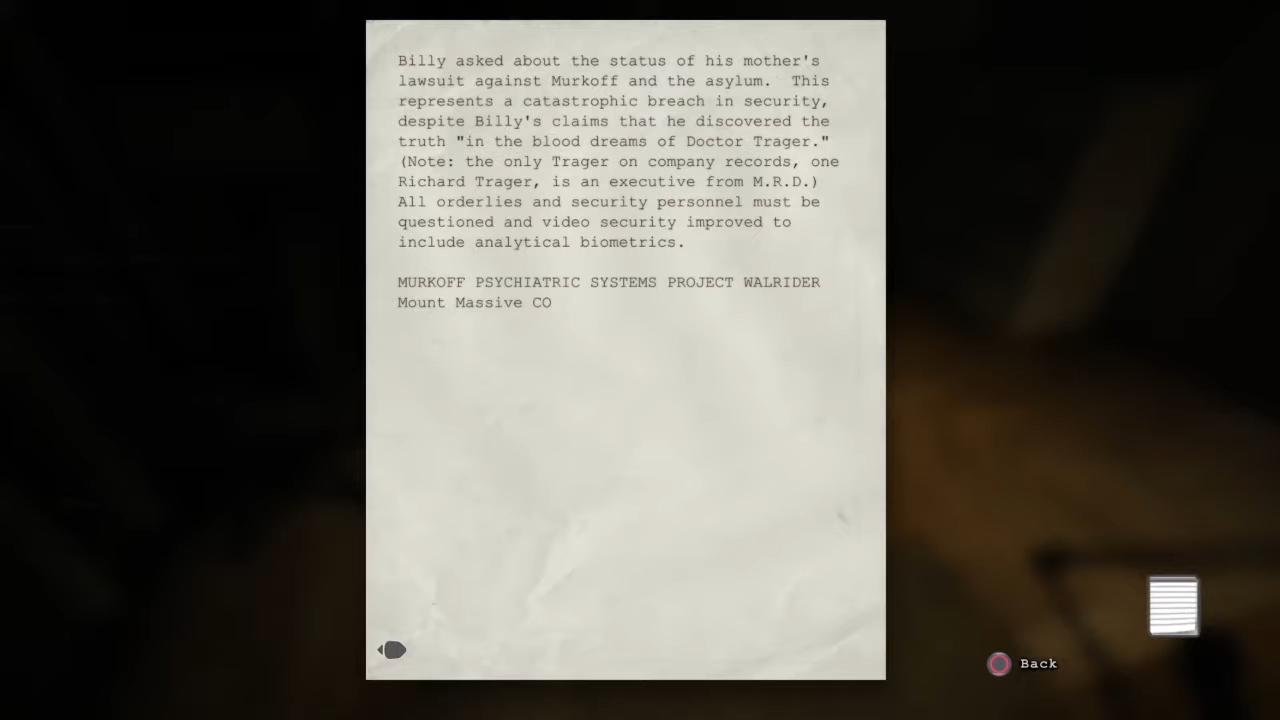 Billy asked about the status of his mother's
lawsuit against Murkoff and the asylum.  This
represents a catastrophic breach in security,
despite Billy's claims that he discovered the
truth "in the blood dreams of Doctor Trager."
(Note: the only Trager on company records, one
Richard Trager, is an executive from M.R.D.)
All orderlies and security personnel must be
questioned and video security improved to
include analytical biometrics.
MURKOFF PSYCHIATRIC SYSTEMS PROJECT WALRIDER
Mount Massive CO
Back